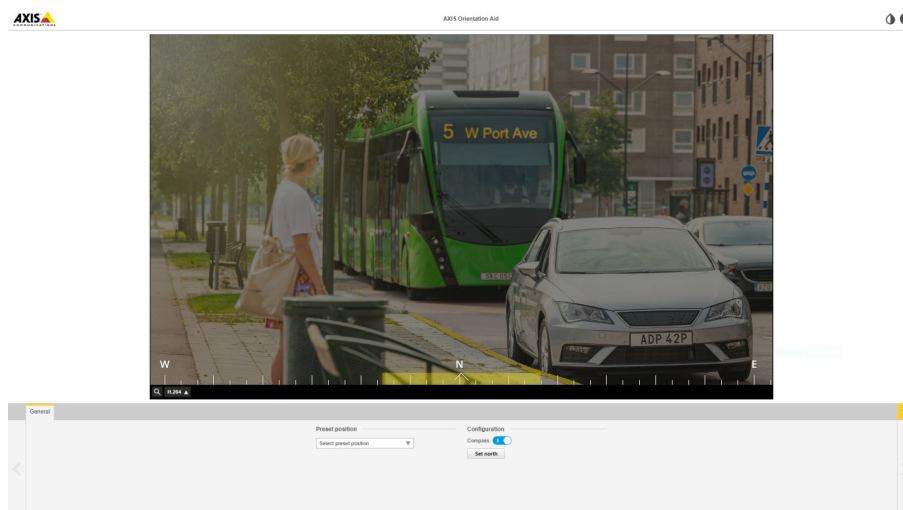 AXIS
COMMUNICATIONS
AXIS Orientation Aid
5 W Port Ave
ADP 42P
W N E
H.264
General
Preset position
Select preset position
Configuration
Compass
Set north